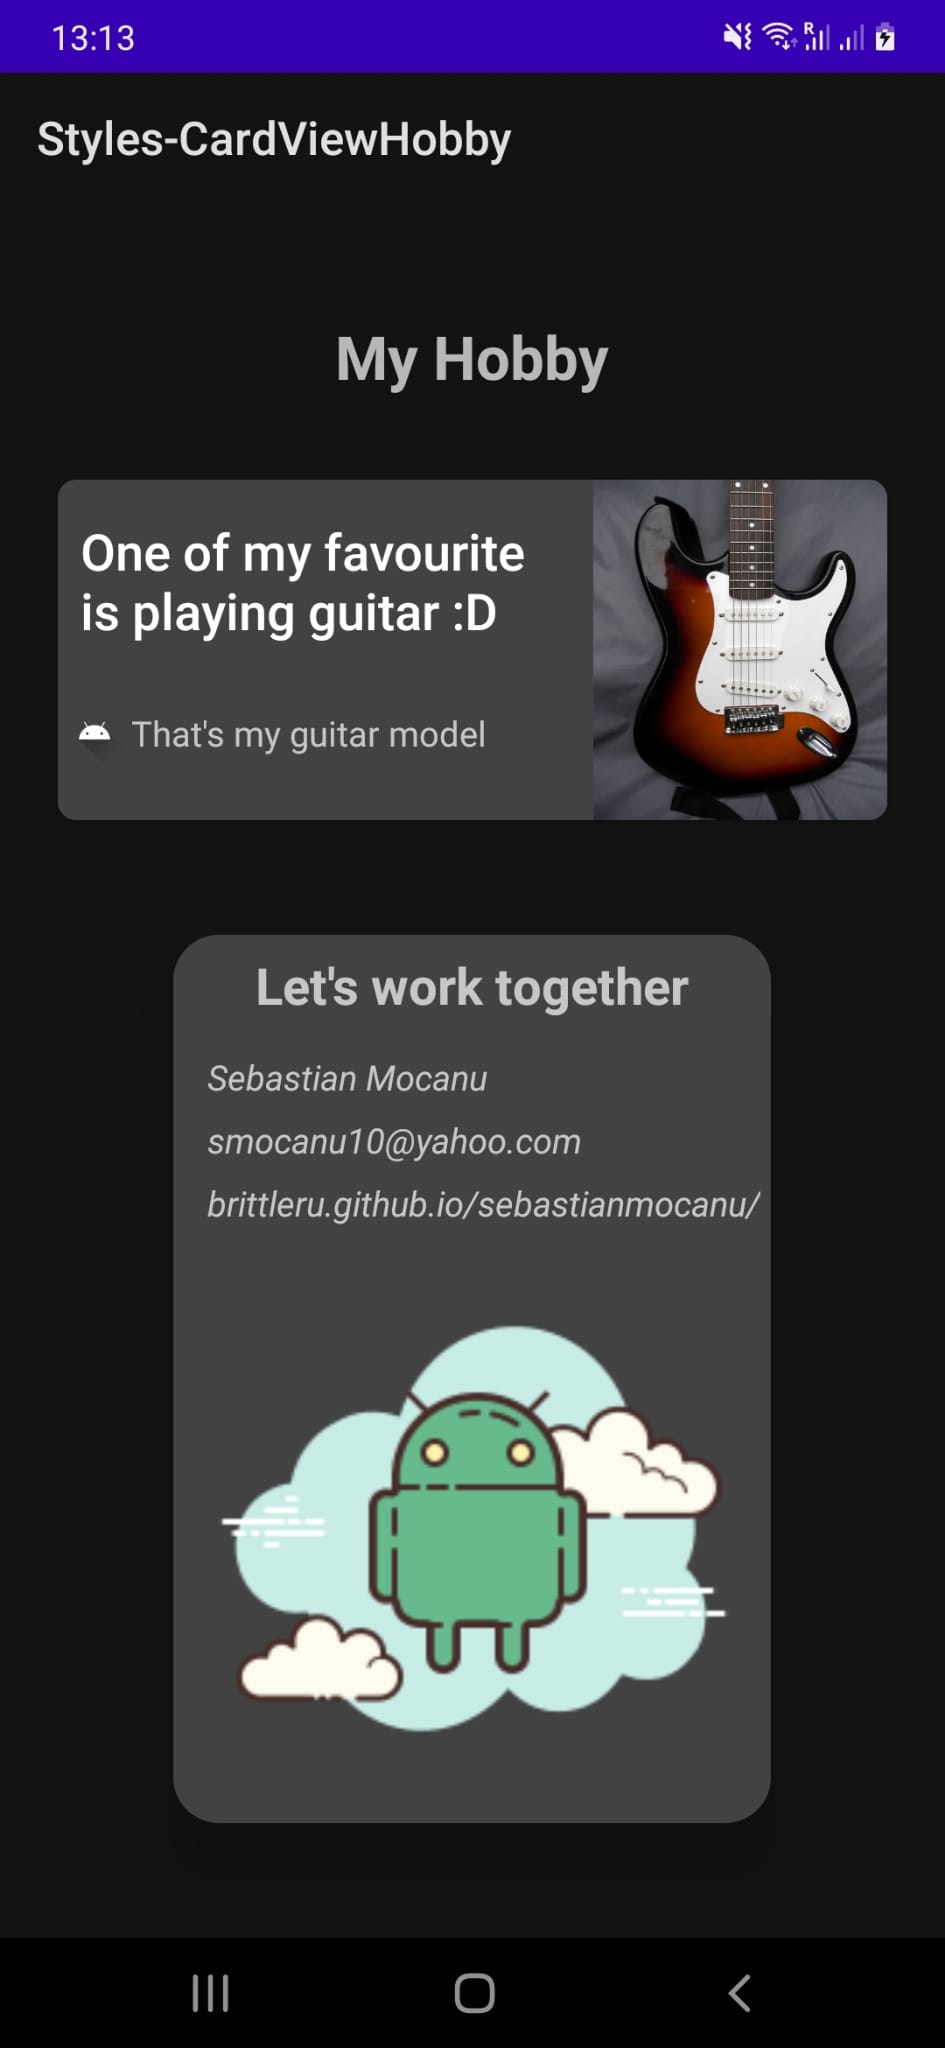 13:13
R
Styles-CardViewHobby
My Hobby
One of my favourite
is playing guitar :D
That's my guitar model
Let's work together
Sebastian Mocanu
smocanu10@yahoo.com
brittleru.github.io/sebastianmocanu/